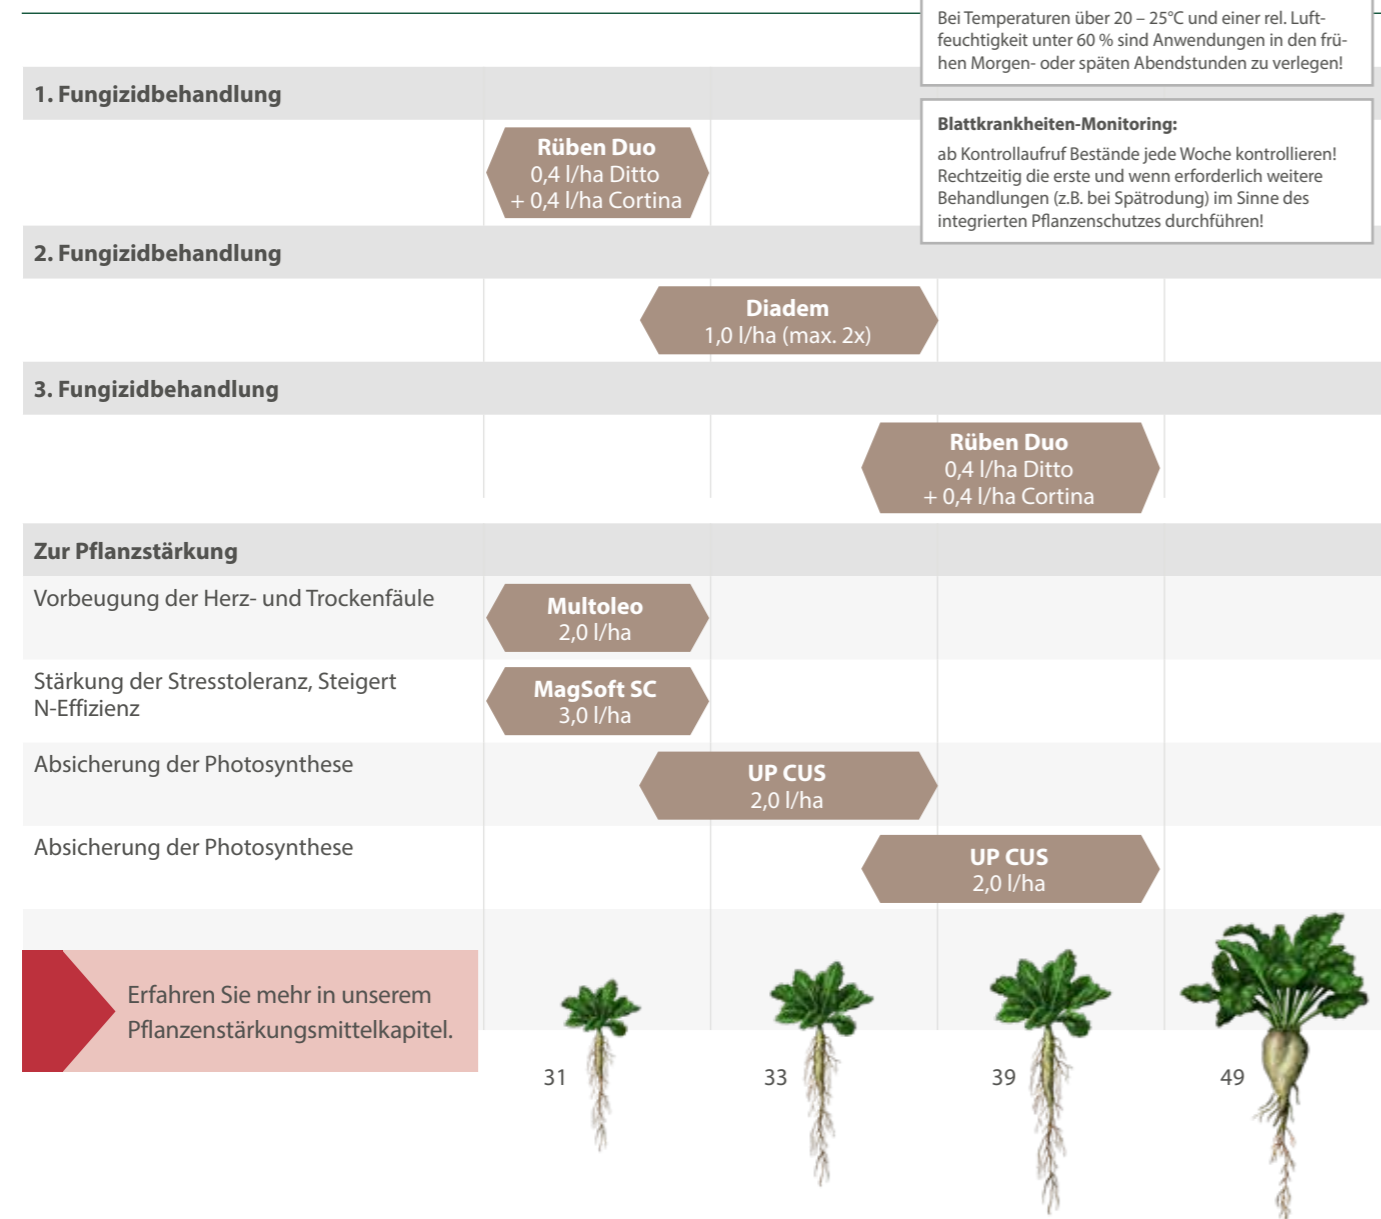 Bei Temperaturen über 20 – 25°C und einer rel. Luft-
feuchtigkeit unter 60 % sind Anwendungen in den frü-
hen Morgen- oder späten Abendstunden zu verlegen!
1. Fungizidbehandlung
Blattkrankheiten-Monitoring:
ab Kontrollaufruf Bestände jede Woche kontrollieren!
Rechtzeitig die erste und wenn erforderlich weitere
Behandlungen (z.B. bei Spätrodung) im Sinne des
integrierten Pflanzenschutzes durchführen!
Rüben Duo
0,4 l/ha Ditto
+ 0,4 l/ha Cortina
2. Fungizidbehandlung
Diadem
1,0 l/ha (max. 2x)
3. Fungizidbehandlung
Rüben Duo
0,4 l/ha Ditto
+ 0,4 l/ha Cortina
Zur Pflanzstärkung
Vorbeugung der Herz- und Trockenfäule
Multoleo
2,0 l/ha
Stärkung der Stresstoleranz, Steigert
N-Effizienz
MagSoft SC
3,0 l/ha
Absicherung der Photosynthese
UP CUS
2,0 l/ha
Absicherung der Photosynthese
UP CUS
2,0 l/ha
Erfahren Sie mehr in unserem
Pflanzenstärkungsmittelkapitel.
31
33
39
49